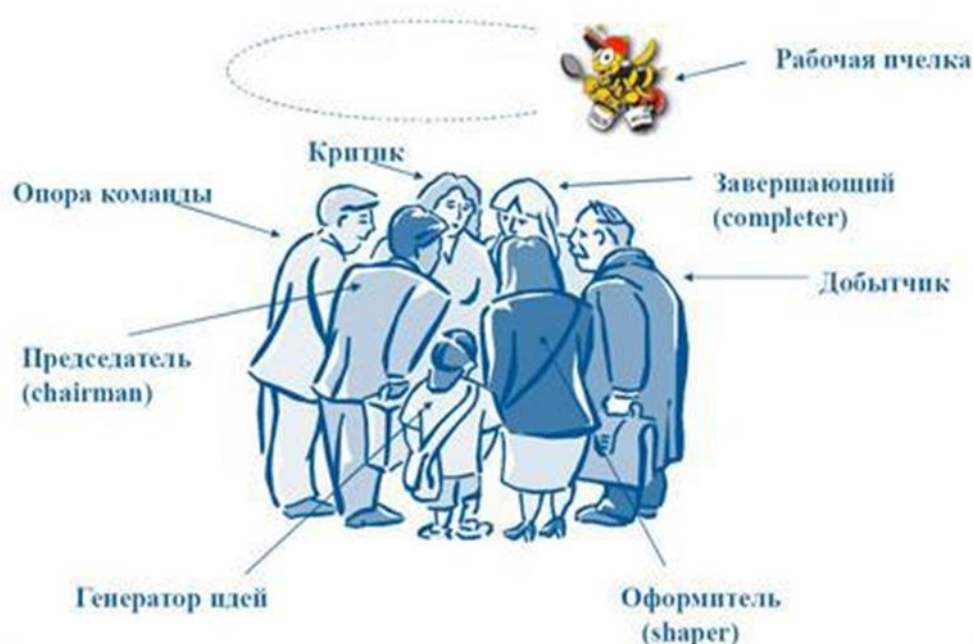 Рабочая пчелка
Критик
Опора команды
Завершающий
(completer)
Добытчик
Председатель
(chairman)
Генератор идей
Оформитель
(shaper)